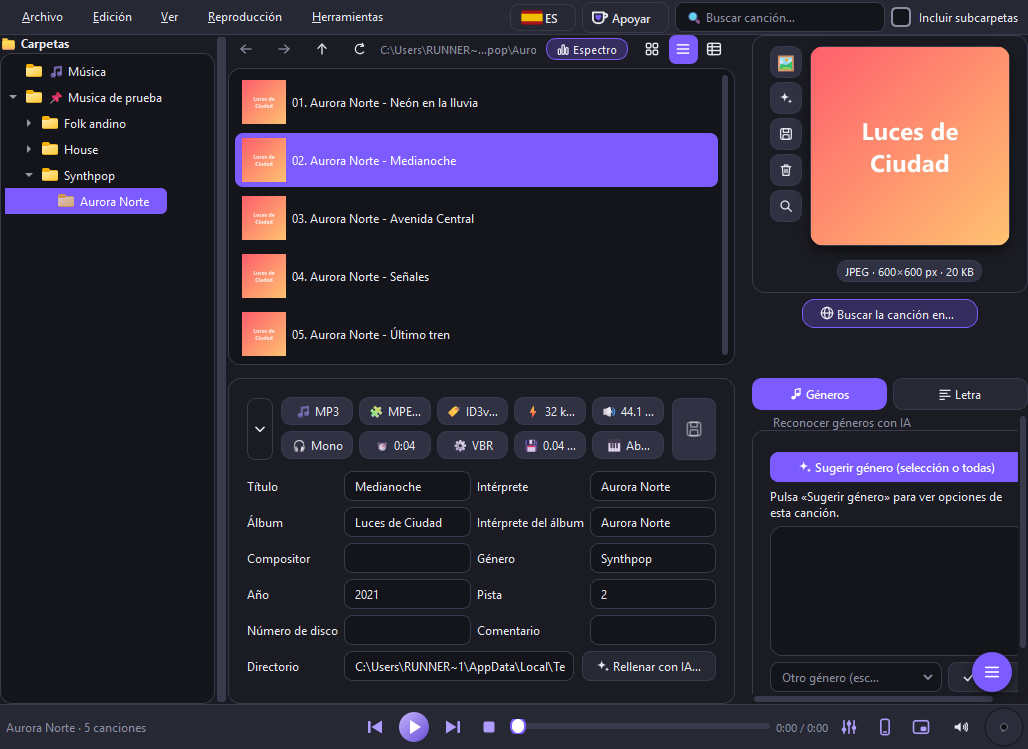 Archivo Edición Ver Reproducción Herramientas ES Apoyar Buscar canción... Incluir subcarpetas
Carpetas
Música
Musica de prueba
Folk andino
House
Synthpop
Aurora Norte
C:\Users\RUNNER~...pop\Auro Espectro
01. Aurora Norte - Neón en la lluvia
02. Aurora Norte - Medianoche
03. Aurora Norte - Avenida Central
04. Aurora Norte - Señales
05. Aurora Norte - Último tren
Luces de
Ciudad
JPEG · 600×600 px · 20 KB
Buscar la canción en...
MP3 MPE... ID3v... 32 k... 44.1 ...
Mono 0:04 VBR 0.04 ... Ab...
Título Medianoche Intérprete Aurora Norte
Álbum Luces de Ciudad Intérprete del álbum Aurora Norte
Compositor Género Synthpop
Año 2021 Pista 2
Número de disco Comentario
Directorio C:\Users\RUNNER~1\AppData\Local\Te Rellenar con IA...
Géneros Letra
Reconocer géneros con IA
Sugerir género (selección o todas)
Pulsa «Sugerir género» para ver opciones de
esta canción.
Otro género (esc...
Aurora Norte · 5 canciones 0:00 / 0:00